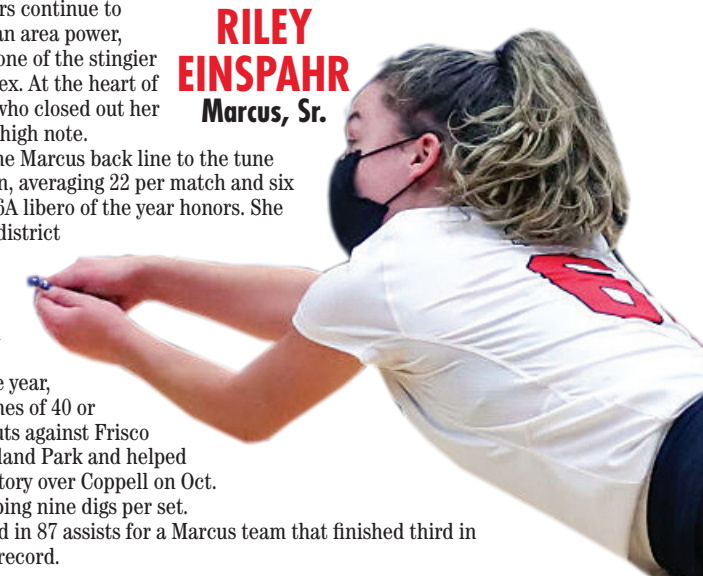 rs continue to
an area power,
one of the stingier
ex. At the heart of
who closed out her
high note.
RILEY
EINSPAHR
Marcus, Sr.
ne Marcus back line to the tune
n, averaging 22 per match and six
6A libero of the year honors. She
district
e year,
nes of 40 or
uts against Frisco
land Park and helped
tory over Coppell on Oct.
ping nine digs per set.
d in 87 assists for a Marcus team that finished third in
record.
6